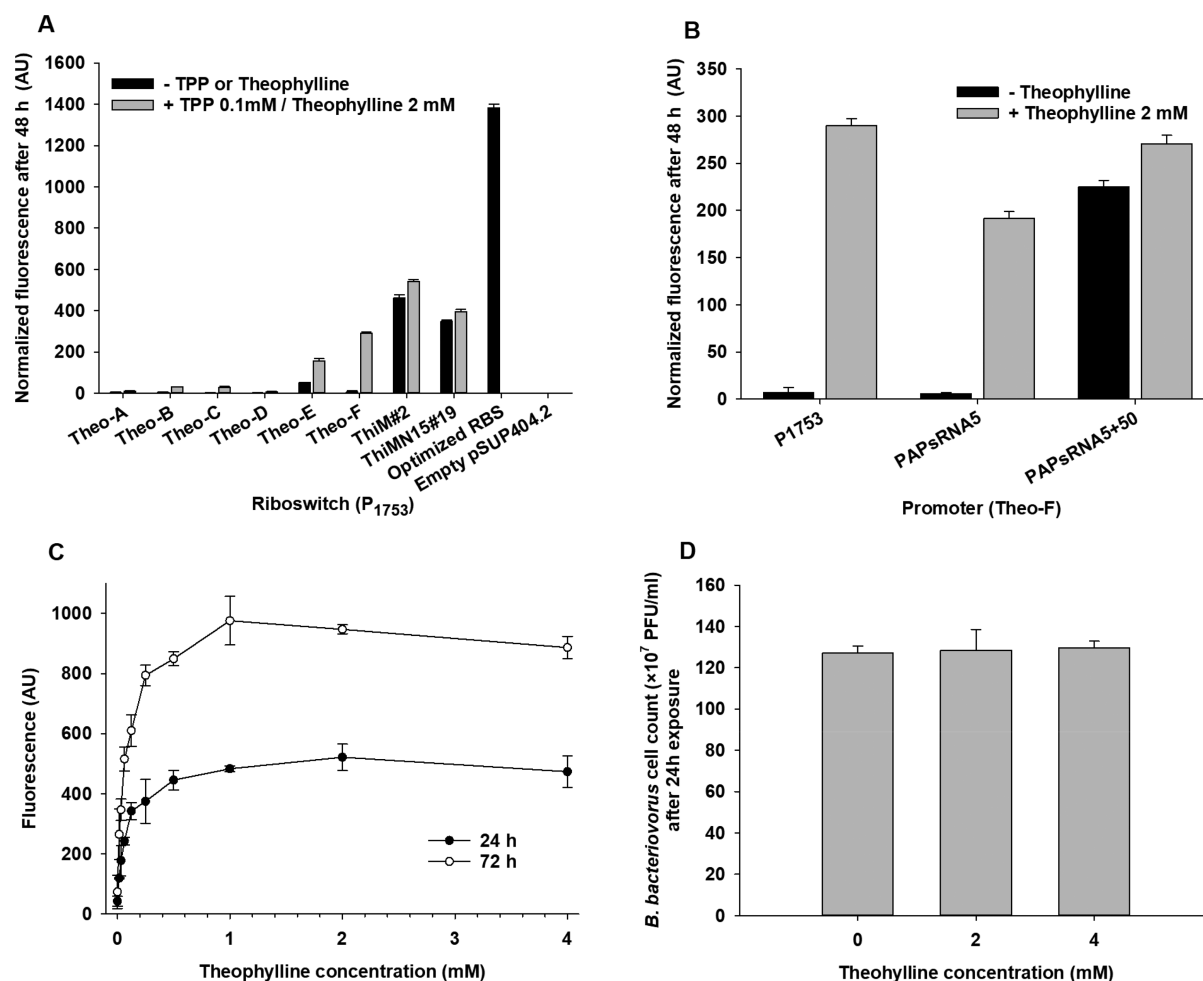 A
Normalized fluorescence after 48 h (AU)
1600
1400
1200
1000
800
600
400
200
0
- TPP or Theophylline
+ TPP 0.1mM / Theophylline 2 mM
Theo-A
Theo-B
Theo-C
Theo-D
Theo-E
Theo-F
ThiM#2
ThiMN15#19
Optimized RBS
Empty pSUP404.2
Riboswitch (P1753)
B
Normalized fluorescence after 48 h (AU)
350
300
250
200
150
100
50
0
- Theophylline
+ Theophylline 2 mM
P1753
PAPsRNA5
PAPsRNA5+50
Promoter (Theo-F)
C
Fluorescence (AU)
1000
800
600
400
200
0
24 h
72 h
0
1
2
3
4
Theophylline concentration (mM)
D
B. bacteriovorus cell count (×10⁷ PFU/ml)
after 24h exposure
160
140
120
100
80
60
40
20
0
0
2
4
Theohylline concentration (mM)